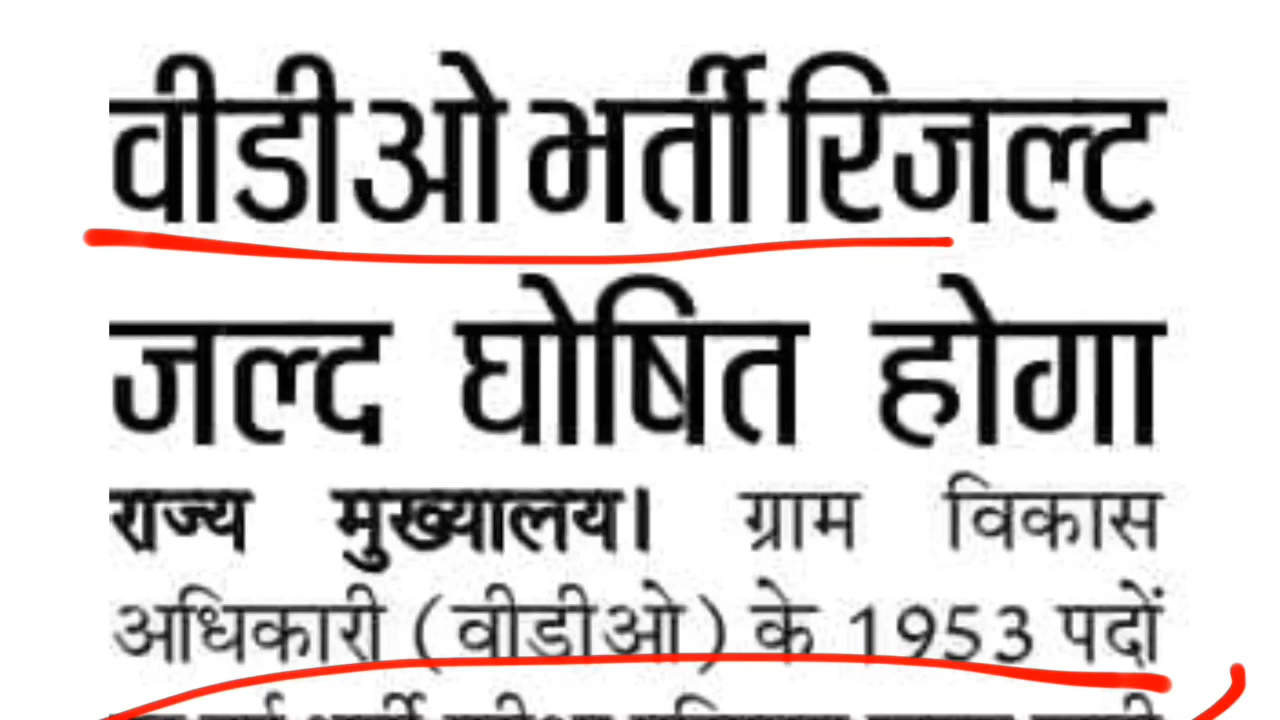 वीडीओ भर्ती रिजल्ट
जल्द घोषित होगा
राज्य मुख्यालय। ग्राम विकास
अधिकारी (वीडीओ) के 1953 पदों